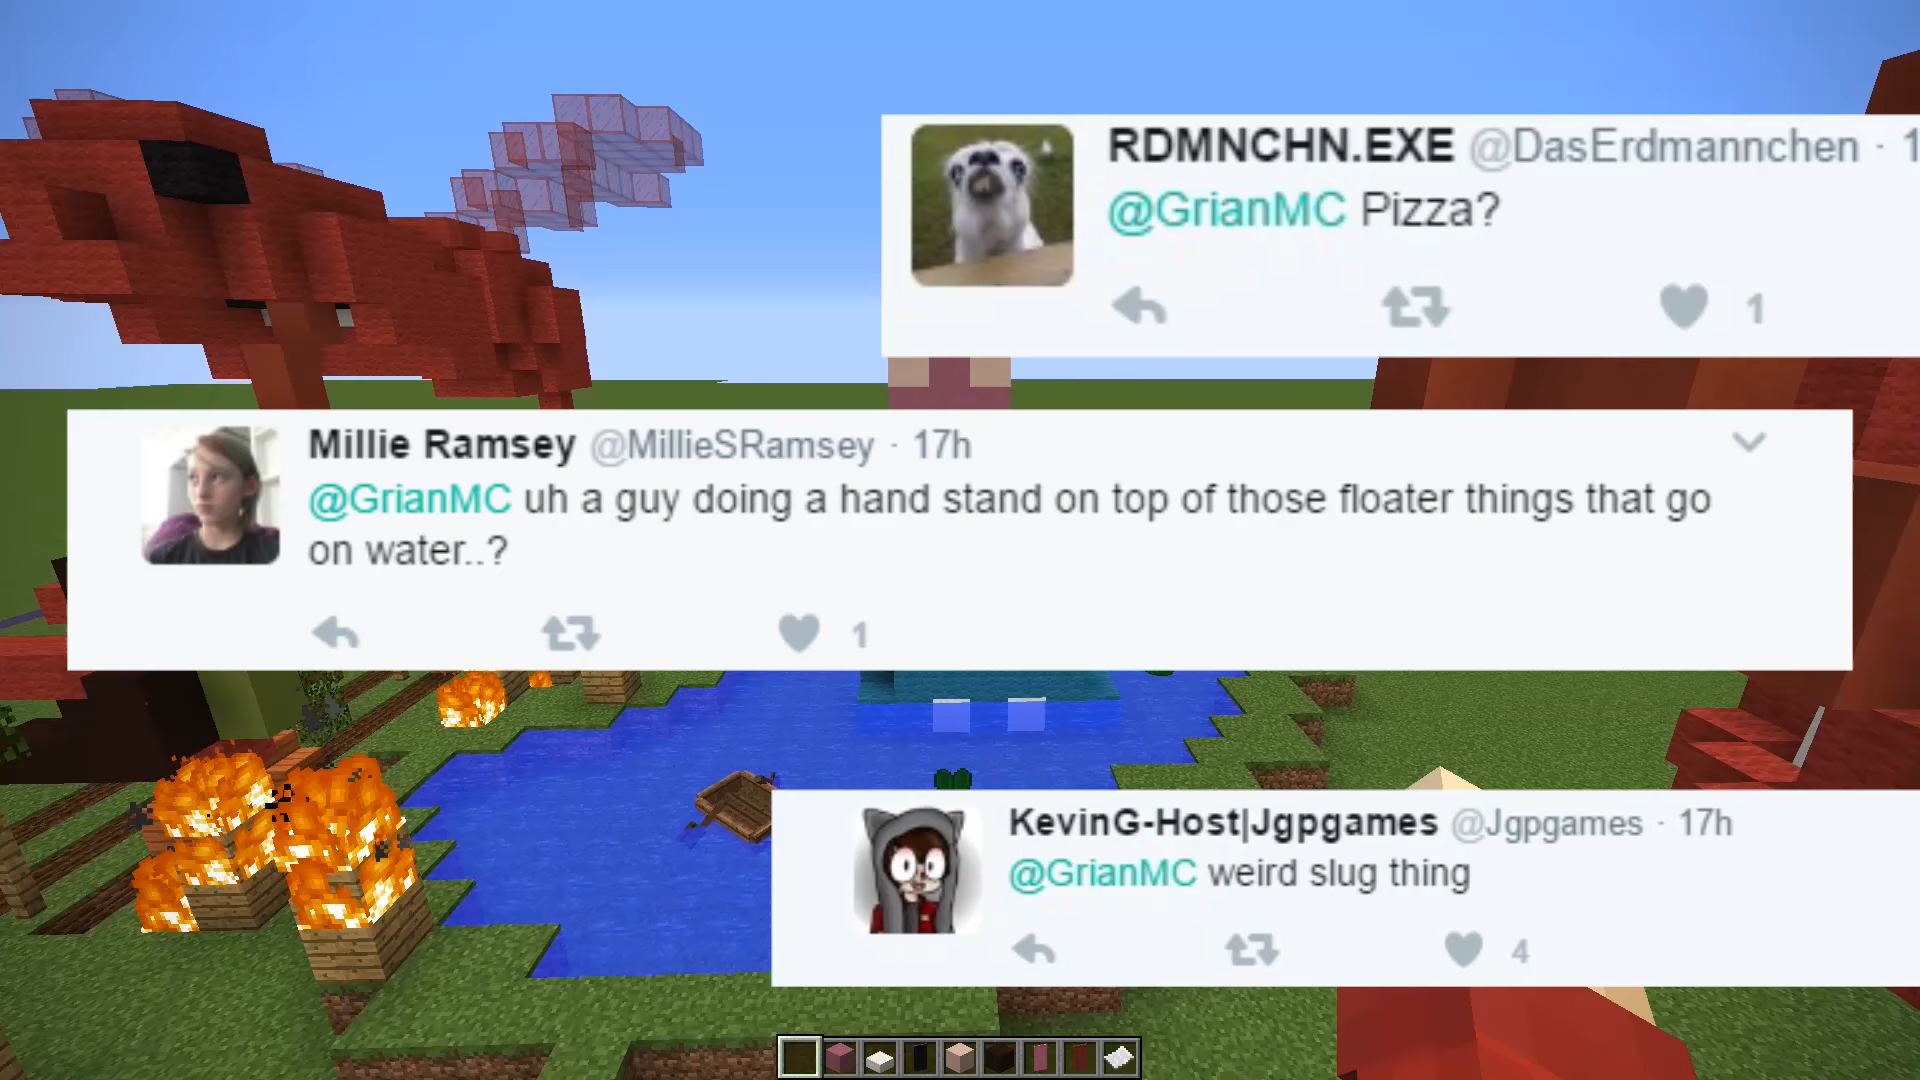 RDMNCHN.EXE @DasErdmannchen · 1
@GrianMC Pizza?
1
Millie Ramsey @MillieSRamsey · 17h
@GrianMC uh a guy doing a hand stand on top of those floater things that go
on water..?
1
KevinG-Host|Jgpgames @Jgpgames · 17h
@GrianMC weird slug thing
4